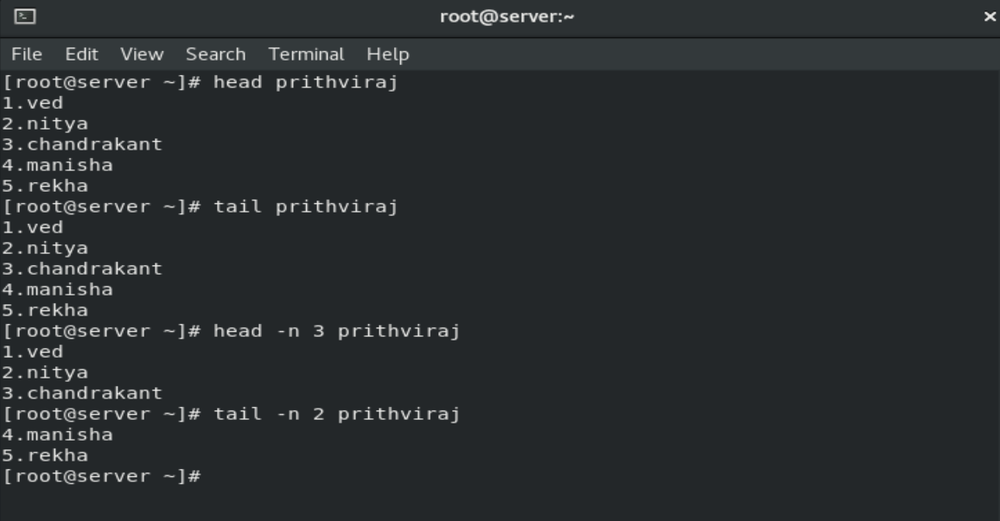 root@server:~
File Edit View Search Terminal Help
[root@server ~]# head prithviraj
1.ved
2.nitya
3.chandrakant
4.manisha
5.rekha
[root@server ~]# tail prithviraj
1.ved
2.nitya
3.chandrakant
4.manisha
5.rekha
[root@server ~]# head -n 3 prithviraj
1.ved
2.nitya
3.chandrakant
[root@server ~]# tail -n 2 prithviraj
4.manisha
5.rekha
[root@server ~]#